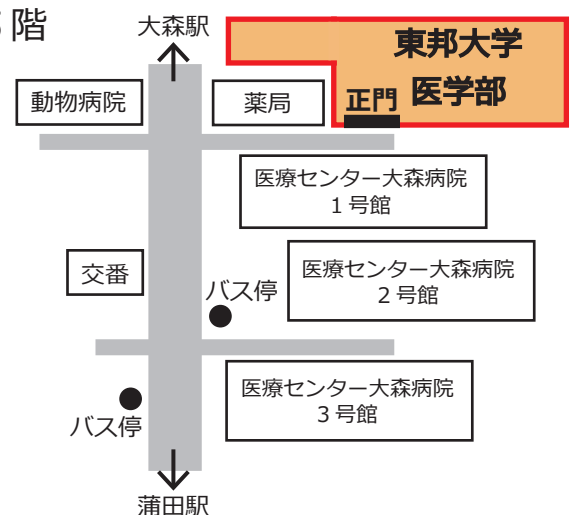 階
大森駅
東邦大学
医学部
正門
動物病院
薬局
医療センター大森病院
1 号館
交番
バス停
医療センター大森病院
2 号館
医療センター大森病院
3 号館
バス停
蒲田駅